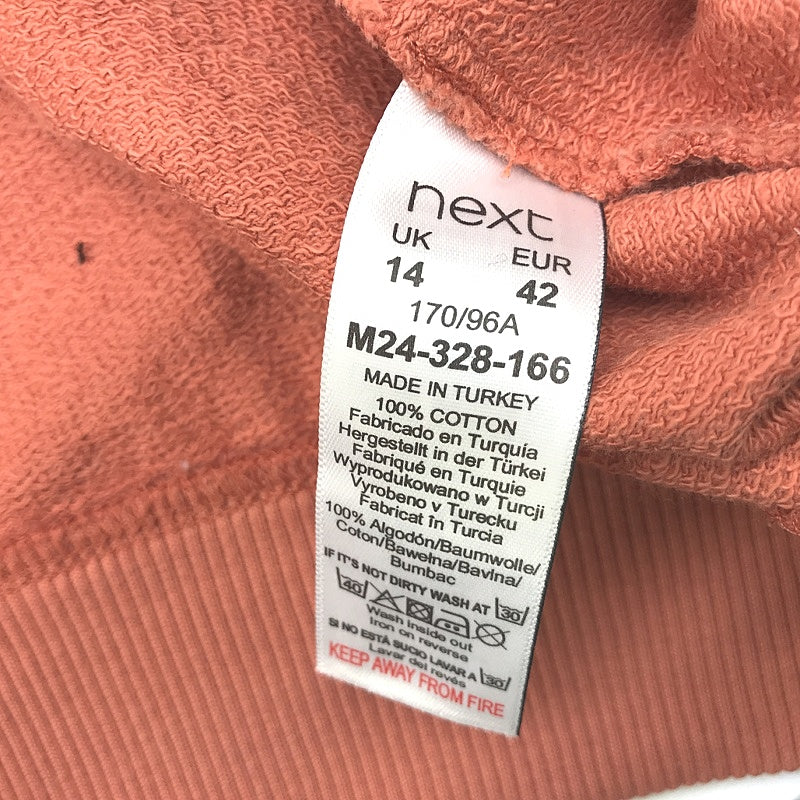 next
UK EUR
14 42
170/96A
M24-328-166
MADE IN TURKEY
100% COTTON
Fabricado en Turquía
Hergestellt in der Türkei
Fabriqué en Turquie
Wyprodukowano w Turcji
Vyrobeno v Turecku
Fabricat în Turcia
100% Algodón/Baumwolle/
Coton/Bawełna/Bavlna/
Bumbac
IF IT'S NOT DIRTY WASH AT 30
40
Wash inside out
Iron on reverse
SI NO ESTÁ SUCIO LAVAR A 30
Lavar del revés
KEEP AWAY FROM FIRE